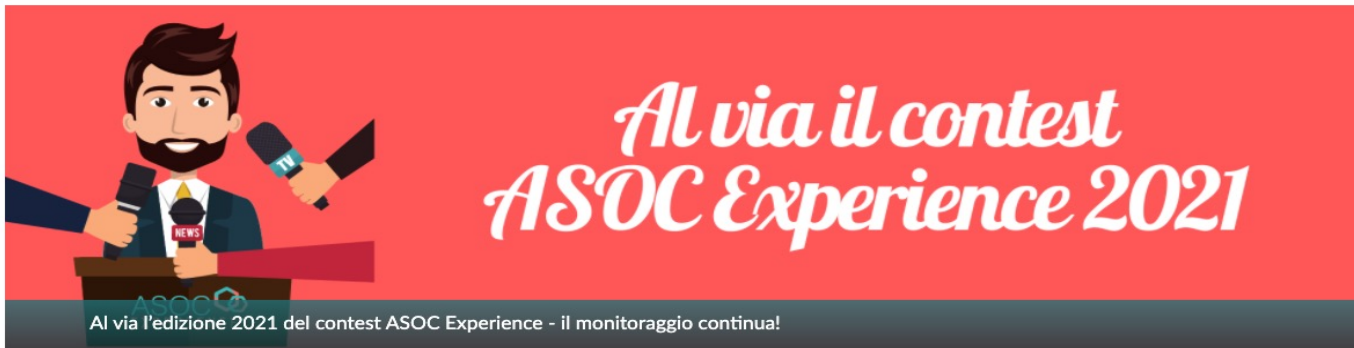 Al via il contest
ASOC Experience 2021
TV
NEWS
ASOC
Al via l'edizione 2021 del contest ASOC Experience - il monitoraggio continua!